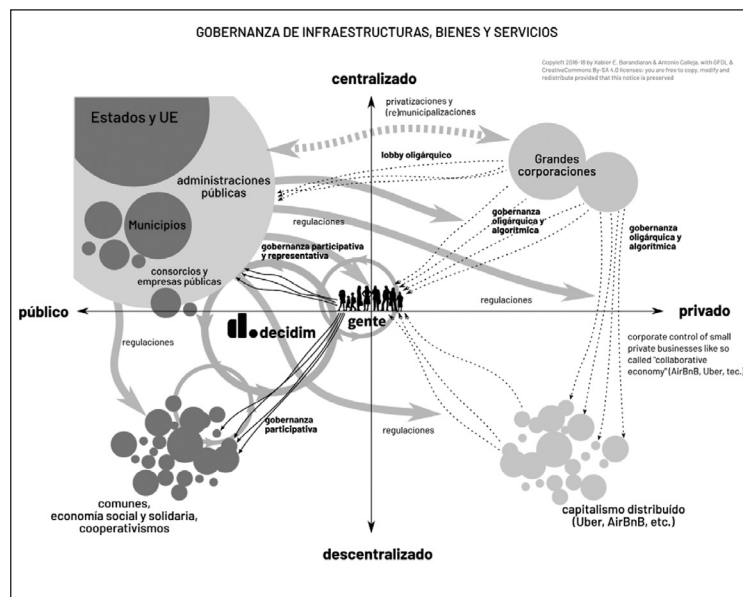 GOBERNANZA DE INFRAESTRUCTURAS, BIENES Y SERVICIOS
Copyleft 2016-18 by Xabier E. Barandiaran & Antonio Calleja, with GFDL &
CreativeCommons By-SA 4.0 licenses: you are free to copy, modify and
redistribute provided that this notice is preserved
centralizado
Estados y UE
privatizaciones y
(re)municipalizaciones
lobby oligárquico
Grandes
corporaciones
administraciones
públicas
Municipios
regulaciones
gobernanza
oligárquica y
algorítmica
gobernanza
oligárquica y
algorítmica
gobernanza participativa
y representativa
consorcios y
empresas públicas
regulaciones
público
gente
privado
decidim
regulaciones
corporate control of small
private businesses like so
called "collaborative
economy"(AirBnB, Uber, tec.)
gobernanza
participativa
regulaciones
comunes,
economía social y solidaria,
cooperativismos
capitalismo distribuído
(Uber, AirBnB, etc.)
descentralizado